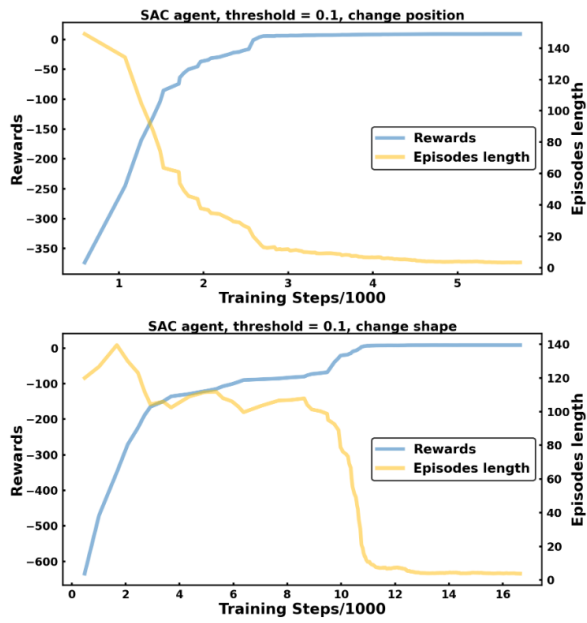 SAC agent, threshold = 0.1, change position
0
−50
−100
−150
−200
−250
−300
−350
Rewards
140
120
100
80
60
40
20
0
Episodes length
Rewards
Episodes length
1 2 3 4 5
Training Steps/1000
SAC agent, threshold = 0.1, change shape
0
−100
−200
−300
−400
−500
−600
Rewards
140
120
100
80
60
40
20
0
Episodes length
Rewards
Episodes length
0 2 4 6 8 10 12 14 16
Training Steps/1000